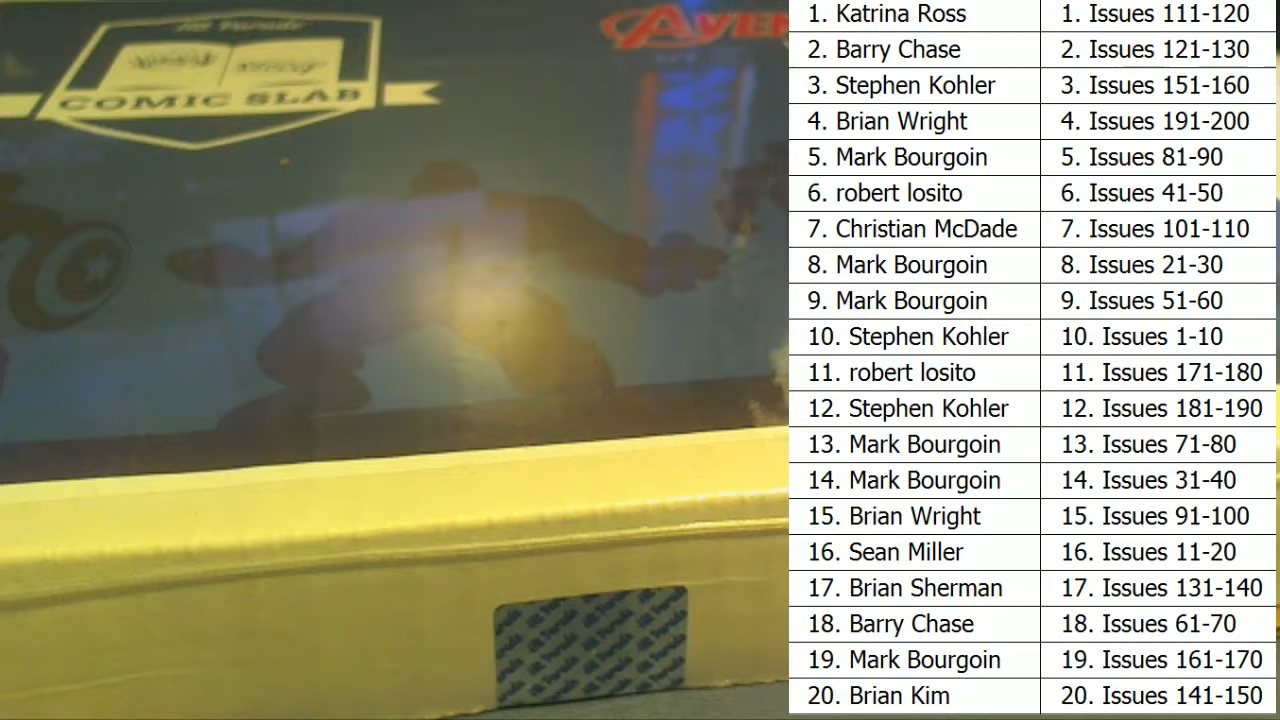 Hit Parade
COMIC SLAB
AVEN
1. Katrina Ross 1. Issues 111-120
2. Barry Chase 2. Issues 121-130
3. Stephen Kohler 3. Issues 151-160
4. Brian Wright 4. Issues 191-200
5. Mark Bourgoin 5. Issues 81-90
6. robert losito 6. Issues 41-50
7. Christian McDade 7. Issues 101-110
8. Mark Bourgoin 8. Issues 21-30
9. Mark Bourgoin 9. Issues 51-60
10. Stephen Kohler 10. Issues 1-10
11. robert losito 11. Issues 171-180
12. Stephen Kohler 12. Issues 181-190
13. Mark Bourgoin 13. Issues 71-80
14. Mark Bourgoin 14. Issues 31-40
15. Brian Wright 15. Issues 91-100
16. Sean Miller 16. Issues 11-20
17. Brian Sherman 17. Issues 131-140
18. Barry Chase 18. Issues 61-70
19. Mark Bourgoin 19. Issues 161-170
20. Brian Kim 20. Issues 141-150